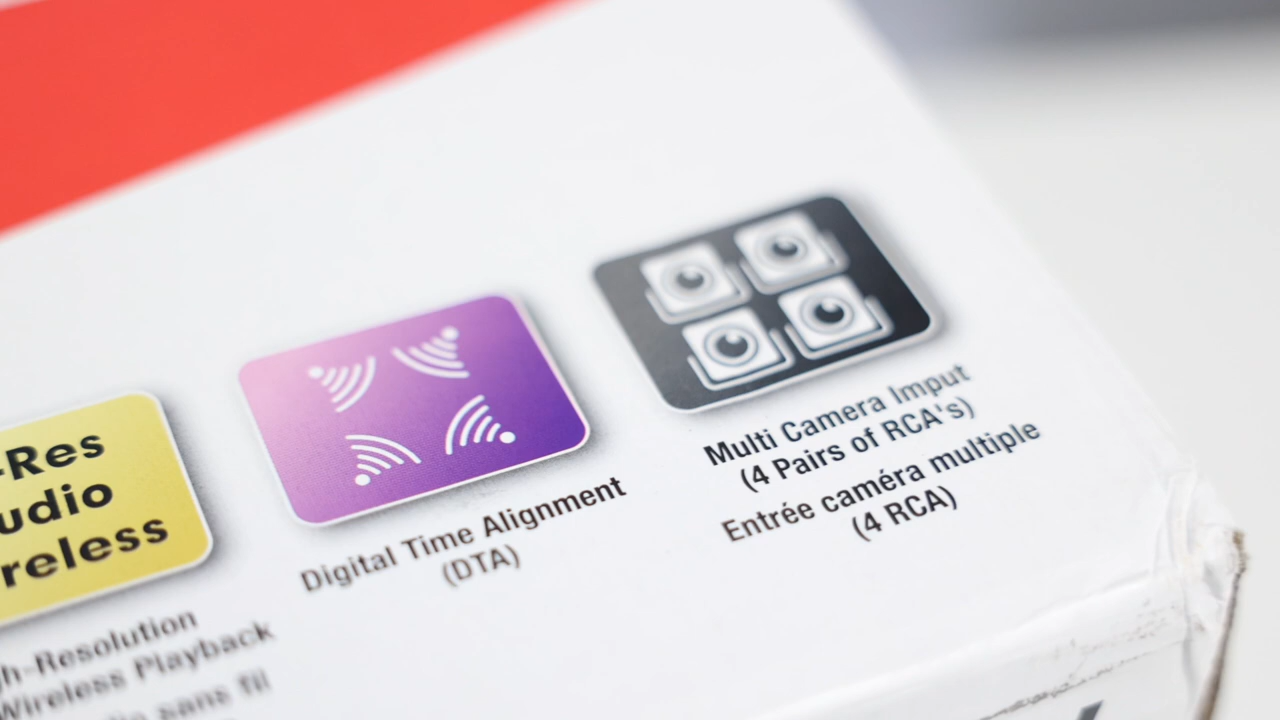 -Res
udio
reless
h-Resolution
Wireless Playback
sans fil
Digital Time Alignment
(DTA)
Multi Camera Imput
(4 Pairs of RCA's)
Entrée caméra multiple
(4 RCA)